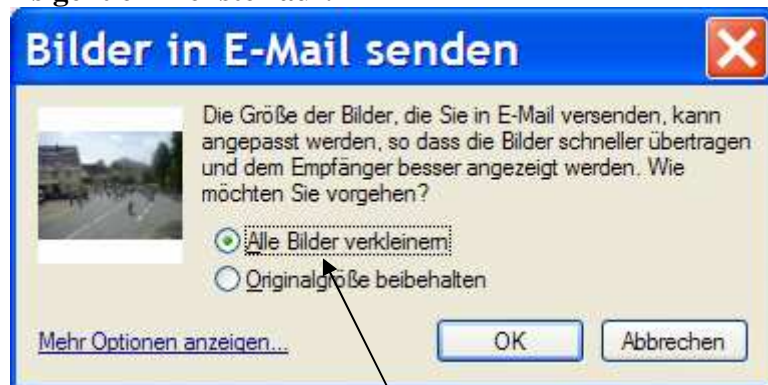 Bilder in E-Mail senden
Die Größe der Bilder, die Sie in E-Mail versenden, kann
angepasst werden, so dass die Bilder schneller übertragen
und dem Empfänger besser angezeigt werden. Wie
möchten Sie vorgehen?
Alle Bilder verkleinern
Originalgröße beibehalten
Mehr Optionen anzeigen...
OK
Abbrechen